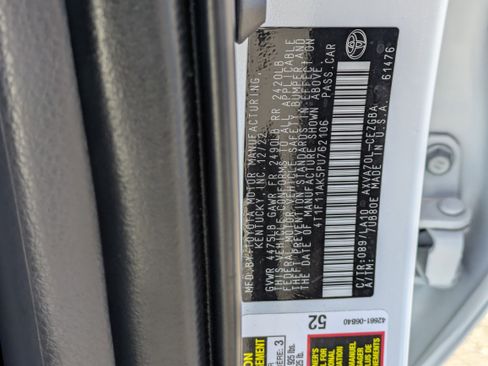 MFD.BY:TOYOTA MOTOR MANUFACTURING,
KENTUCKY, INC. 12/22
GVWR 4475LB GAWR FR 2490LB RR 2420LB
THIS VEHICLE CONFORMS TO ALL APPLICABLE
FEDERAL MOTOR VEHICLE SAFETY, BUMPER, AND
THEFT PREVENTION STANDARDS IN EFFECT ON
THE DATE OF MANUFACTURE SHOWN ABOVE.
4T1F11AK5PU762106 PASS.CAR
C/TR:089/LA10 AXVA70L-CEZGBA
A/TM: /70B80E MADE IN U.S.A.
61476
42661-06840
52